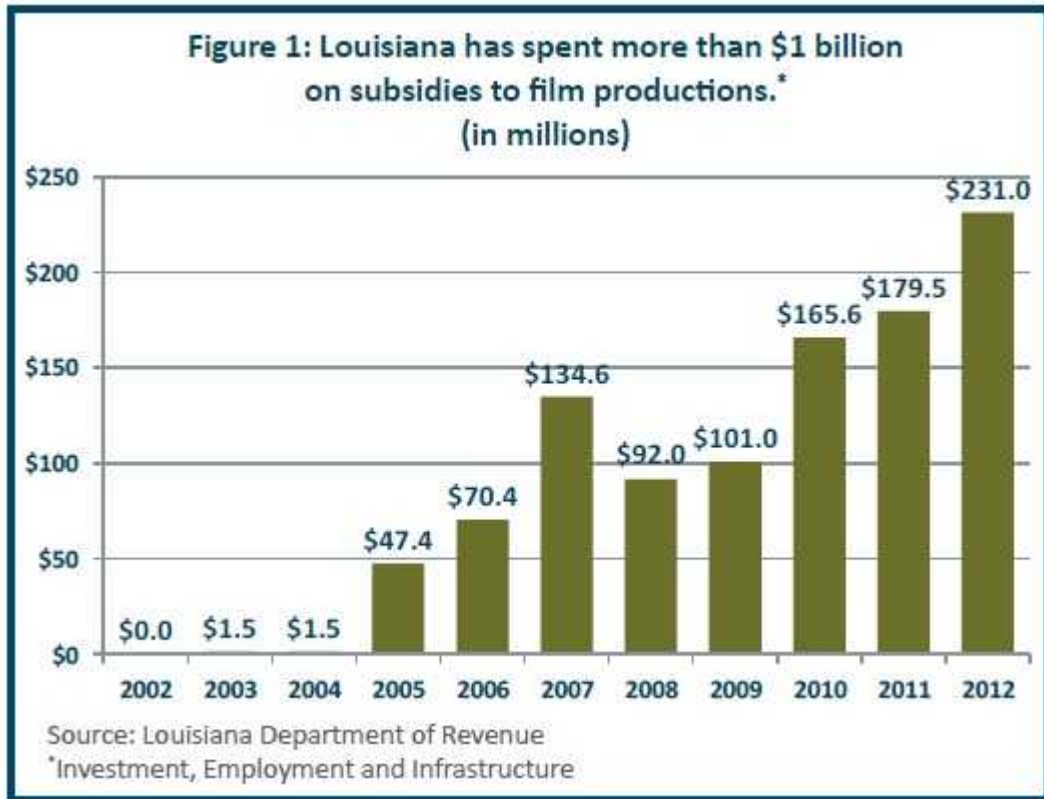 Figure 1: Louisiana has spent more than $1 billion
on subsidies to film productions.*
(in millions)
$250
$200
$150
$100
$50
$0
$0.0
$1.5
$1.5
$47.4
$70.4
$134.6
$92.0
$101.0
$165.6
$179.5
$231.0
2002 2003 2004 2005 2006 2007 2008 2009 2010 2011 2012
Source: Louisiana Department of Revenue
*Investment, Employment and Infrastructure